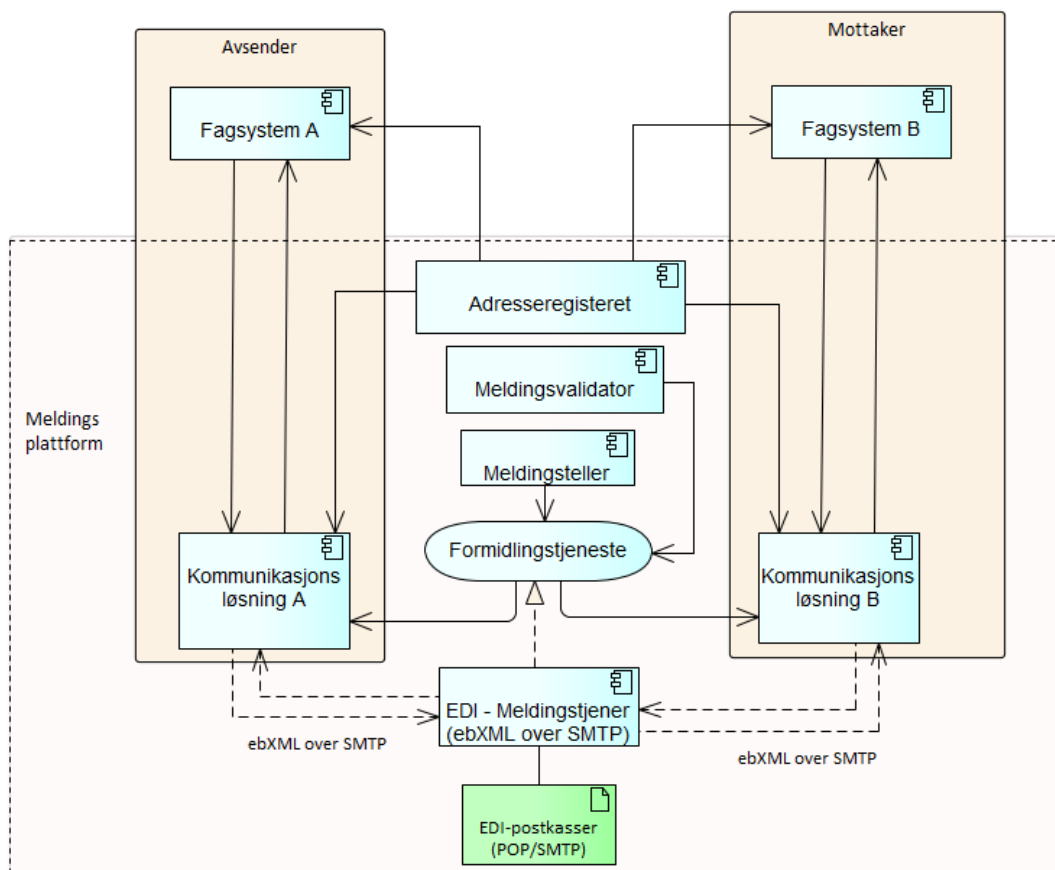 Avsender
Mottaker
Fagsystem A
Fagsystem B
Adresseregisteret
Meldingsvalidator
Meldings
plattform
Meldingsteller
Formidlingstjeneste
Kommunikasjons
løsning A
Kommunikasjons
løsning B
EDI - Meldingstjener
(ebXML over SMTP)
ebXML over SMTP
ebXML over SMTP
EDI-postkasser
(POP/SMTP)